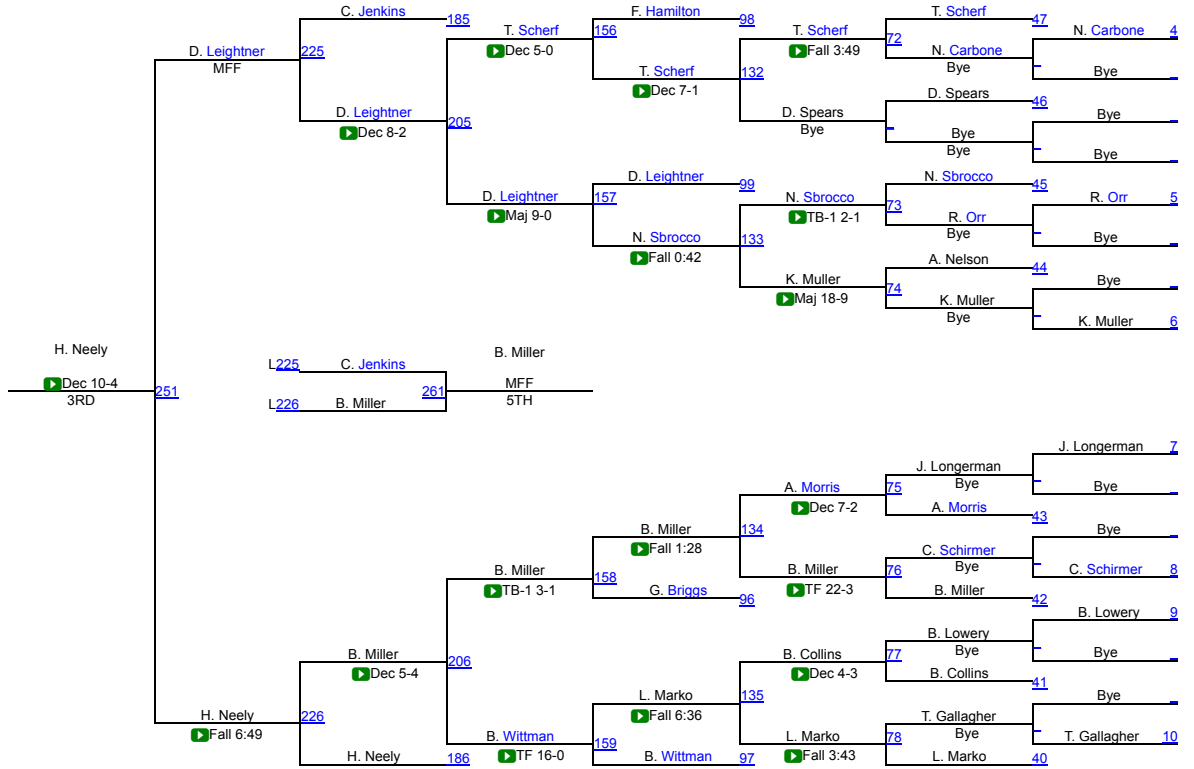 C. Jenkins 185
D. Leightner 225
MFF
D. Leightner 205
Dec 8-2
T. Scherf 156
Dec 5-0
F. Hamilton 98
T. Scherf 132
Dec 7-1
T. Scherf 72
Fall 3:49
T. Scherf 47
N. Carbone
Bye
N. Carbone 4
Bye
D. Spears
Bye
D. Spears 46
Bye
Bye
Bye
Bye
D. Leightner 157
Maj 9-0
D. Leightner 99
N. Sbrocco 133
Fall 0:42
N. Sbrocco 73
TB-1 2-1
N. Sbrocco 45
R. Orr
Bye
R. Orr 5
Bye
K. Muller 74
Maj 18-9
A. Nelson 44
K. Muller
Bye
Bye
K. Muller 6
H. Neely
Dec 10-4
3RD
251
L225 C. Jenkins
L226 B. Miller
261
B. Miller
MFF
5TH
J. Longerman 7
J. Longerman
Bye
Bye
A. Morris 75
Dec 7-2
A. Morris 43
B. Miller 134
Fall 1:28
Bye
C. Schirmer
Bye
C. Schirmer 8
B. Miller 76
TF 22-3
B. Miller 42
B. Miller 158
TB-1 3-1
G. Briggs 96
B. Lowery 9
B. Lowery
Bye
Bye
B. Collins 77
Dec 4-3
B. Collins 41
B. Miller 206
Dec 5-4
L. Marko 135
Fall 6:36
Bye
T. Gallagher
Bye
T. Gallagher 10
L. Marko 78
Fall 3:43
L. Marko 40
H. Neely 226
Fall 6:49
B. Wittman 159
TF 16-0
B. Wittman 97
H. Neely 186